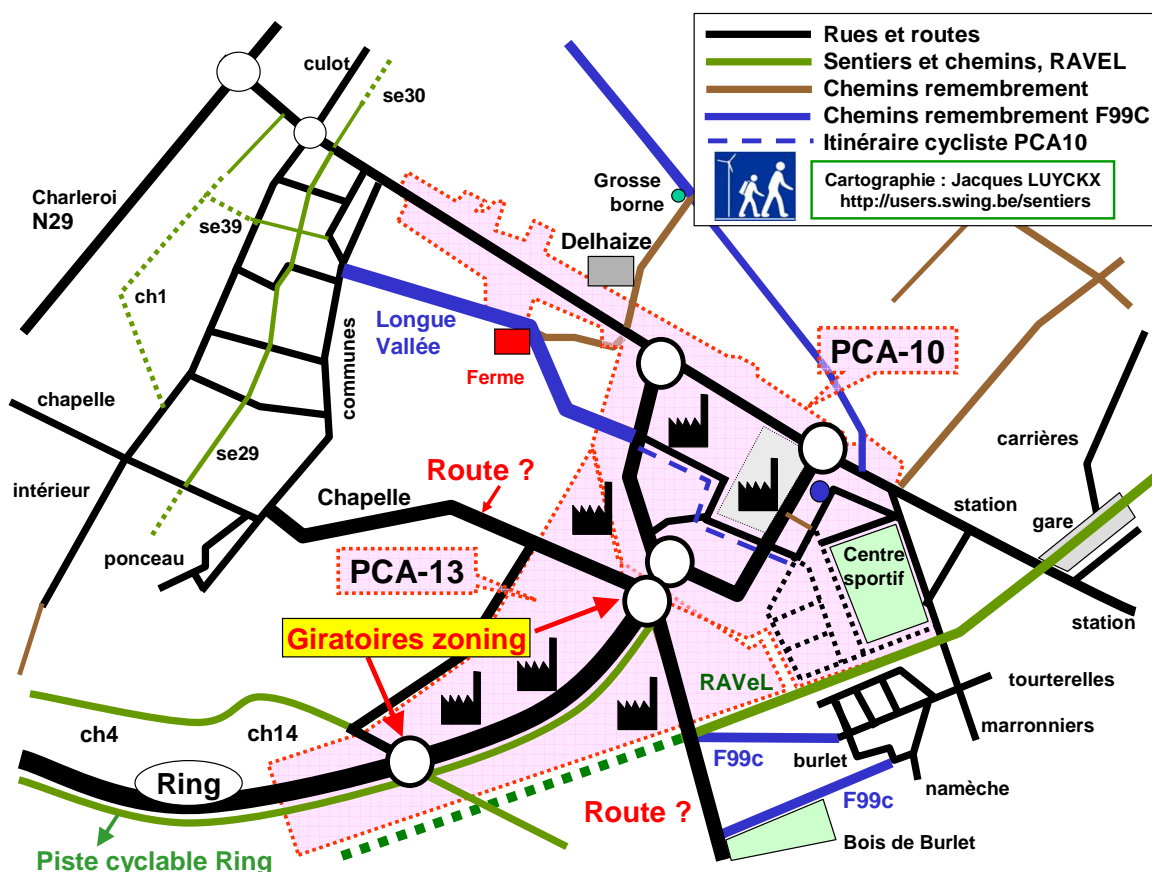 Rues et routes
Sentiers et chemins, RAVEL
Chemins remembrement
Chemins remembrement F99C
Itinéraire cycliste PCA10
Cartographie : Jacques LUYCKX
http://users.swing.be/sentiers
culot
se30
Charleroi
N29
se39
ch1
Grosse
borne
Delhaize
Longue
Vallée
Ferme
communes
PCA-10
chapelle
se29
intérieur
ponceau
Route ?
Chapelle
carrières
station
gare
Centre
sportif
station
PCA-13
Giratoires zoning
RAVeL
tourterelles
marronniers
ch4
ch14
F99c
burlet
namèche
F99c
Ring
Route ?
Bois de Burlet
Piste cyclable Ring